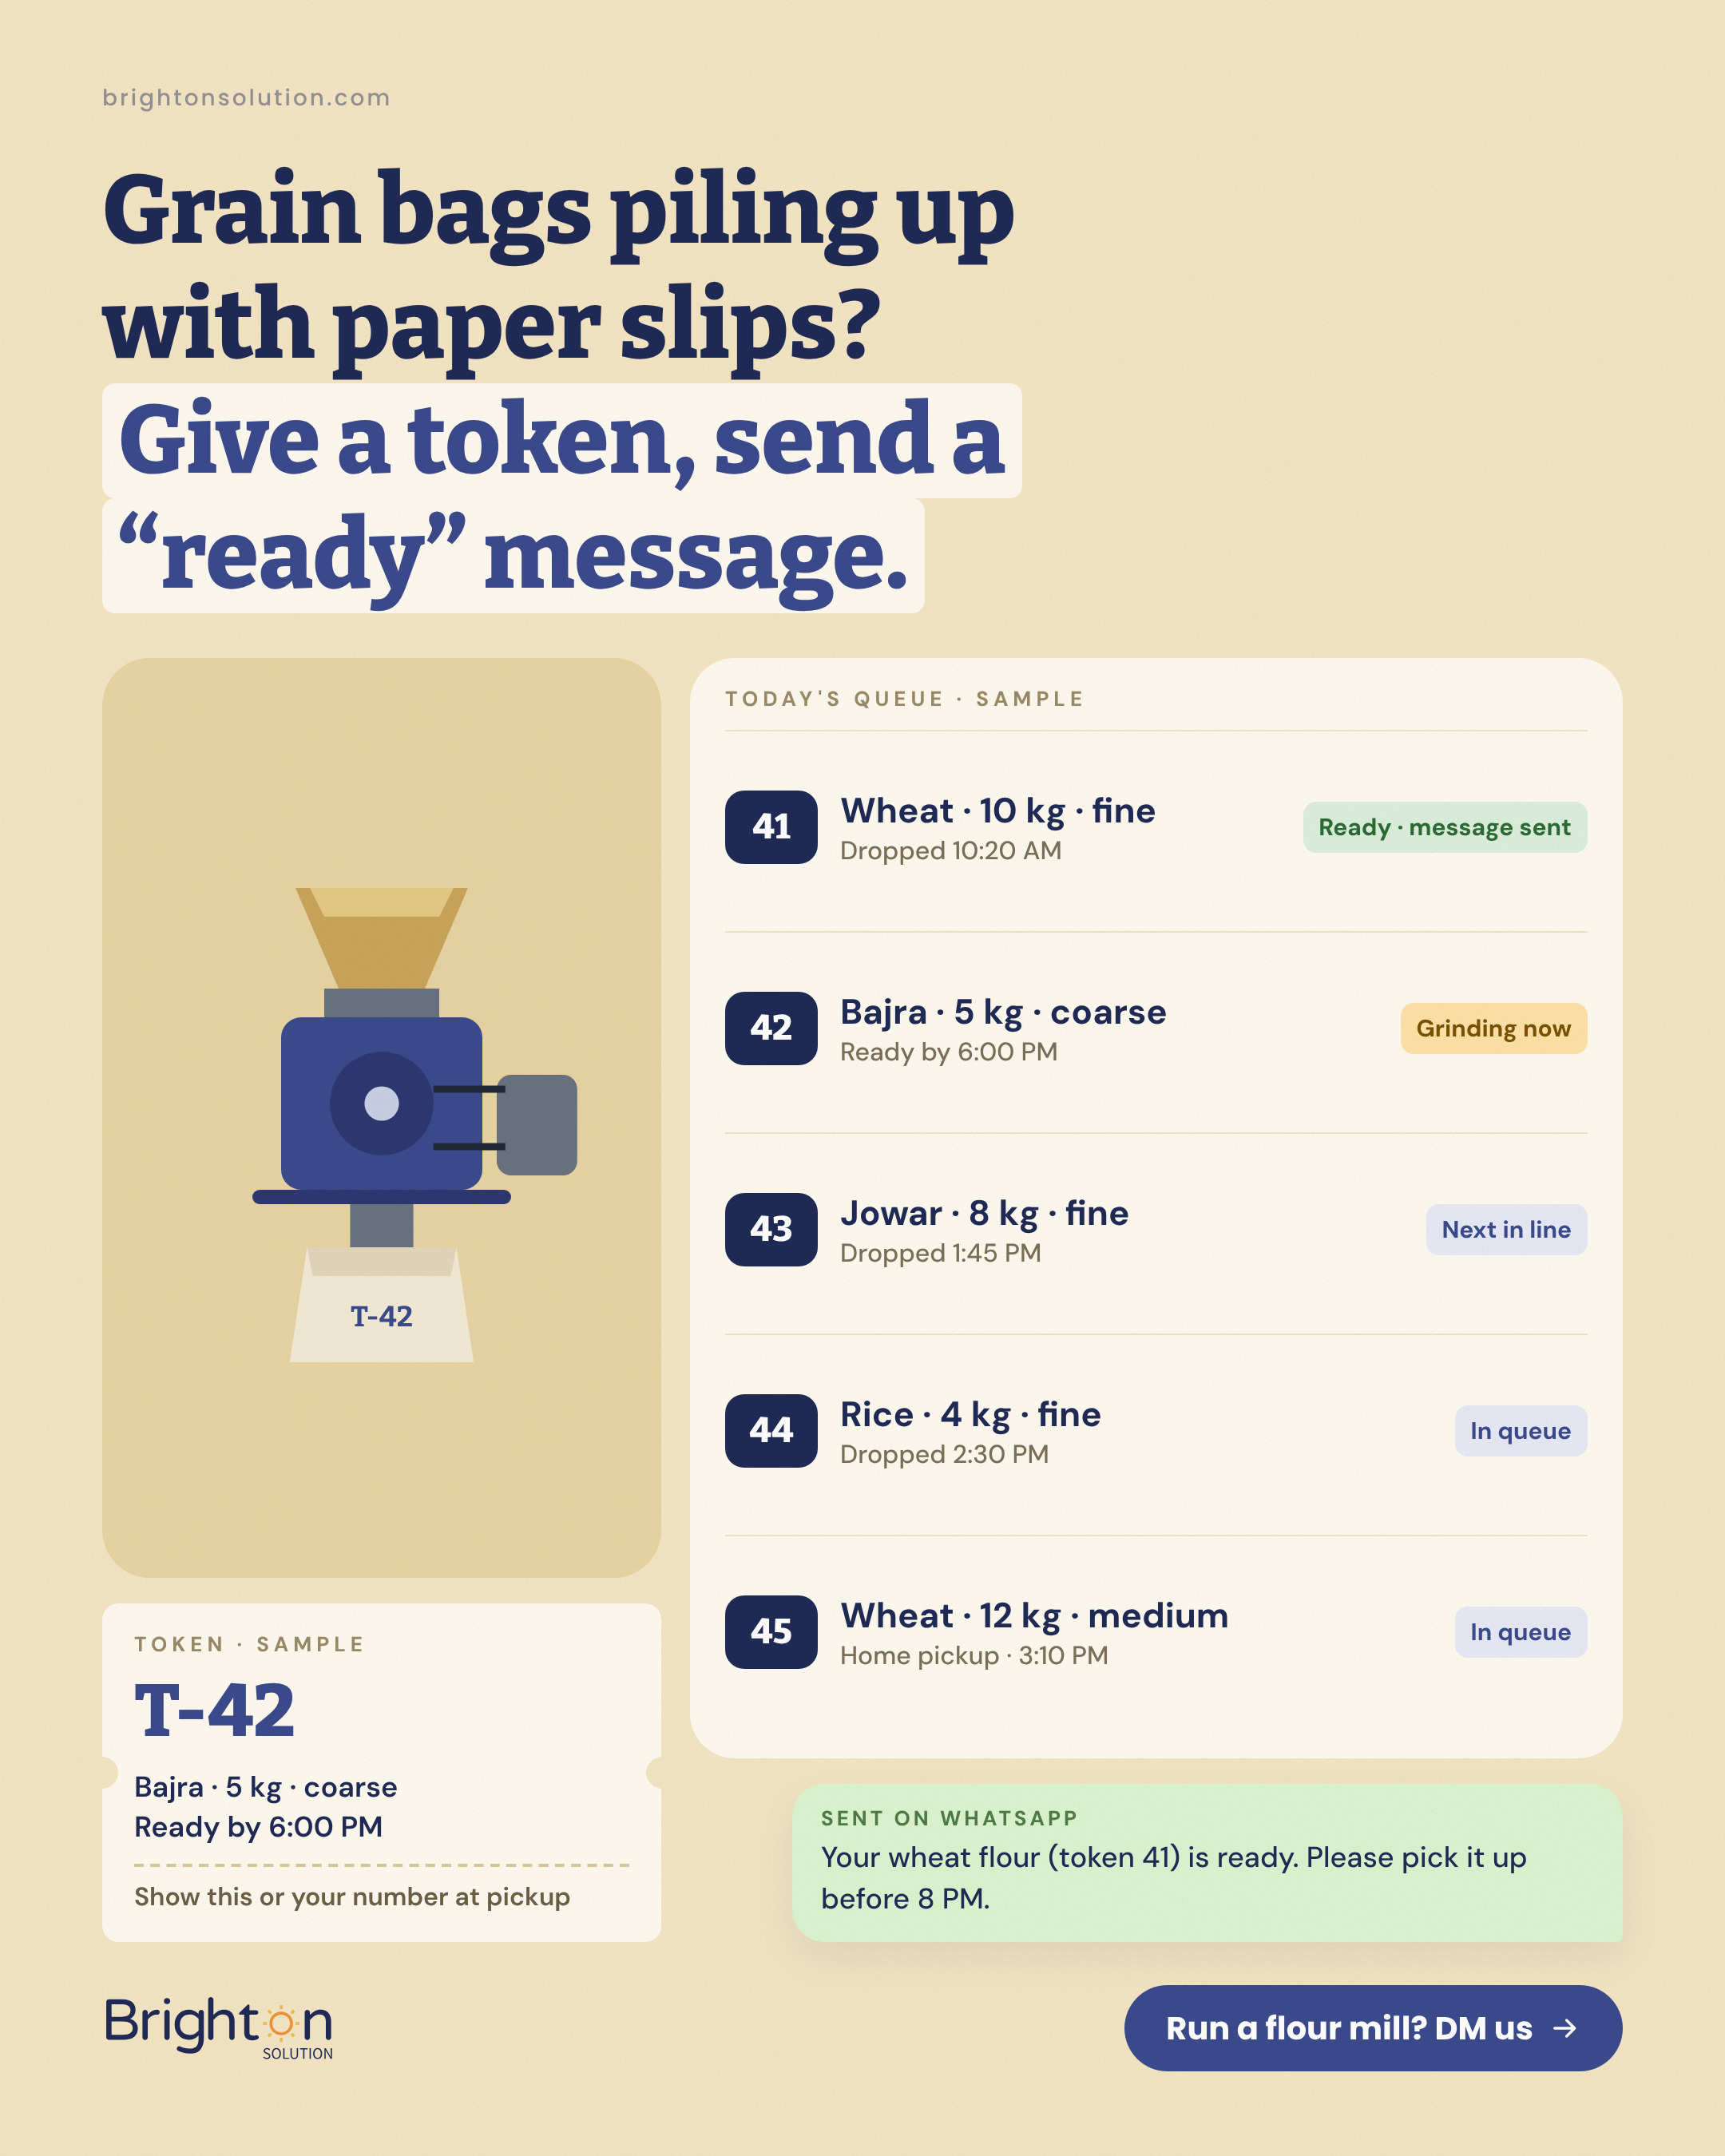 brightonsolution.com
Grain bags piling up
with paper slips?
Give a token, send a
“ready” message.
T-42
TOKEN · SAMPLE
T-42
Bajra · 5 kg · coarse
Ready by 6:00 PM
Show this or your number at pickup
TODAY'S QUEUE · SAMPLE
41
Wheat · 10 kg · fine
Dropped 10:20 AM
Ready · message sent
42
Bajra · 5 kg · coarse
Ready by 6:00 PM
Grinding now
43
Jowar · 8 kg · fine
Dropped 1:45 PM
Next in line
44
Rice · 4 kg · fine
Dropped 2:30 PM
In queue
45
Wheat · 12 kg · medium
Home pickup · 3:10 PM
In queue
SENT ON WHATSAPP
Your wheat flour (token 41) is ready. Please pick it up
before 8 PM.
Brighton
SOLUTION
Run a flour mill? DM us →